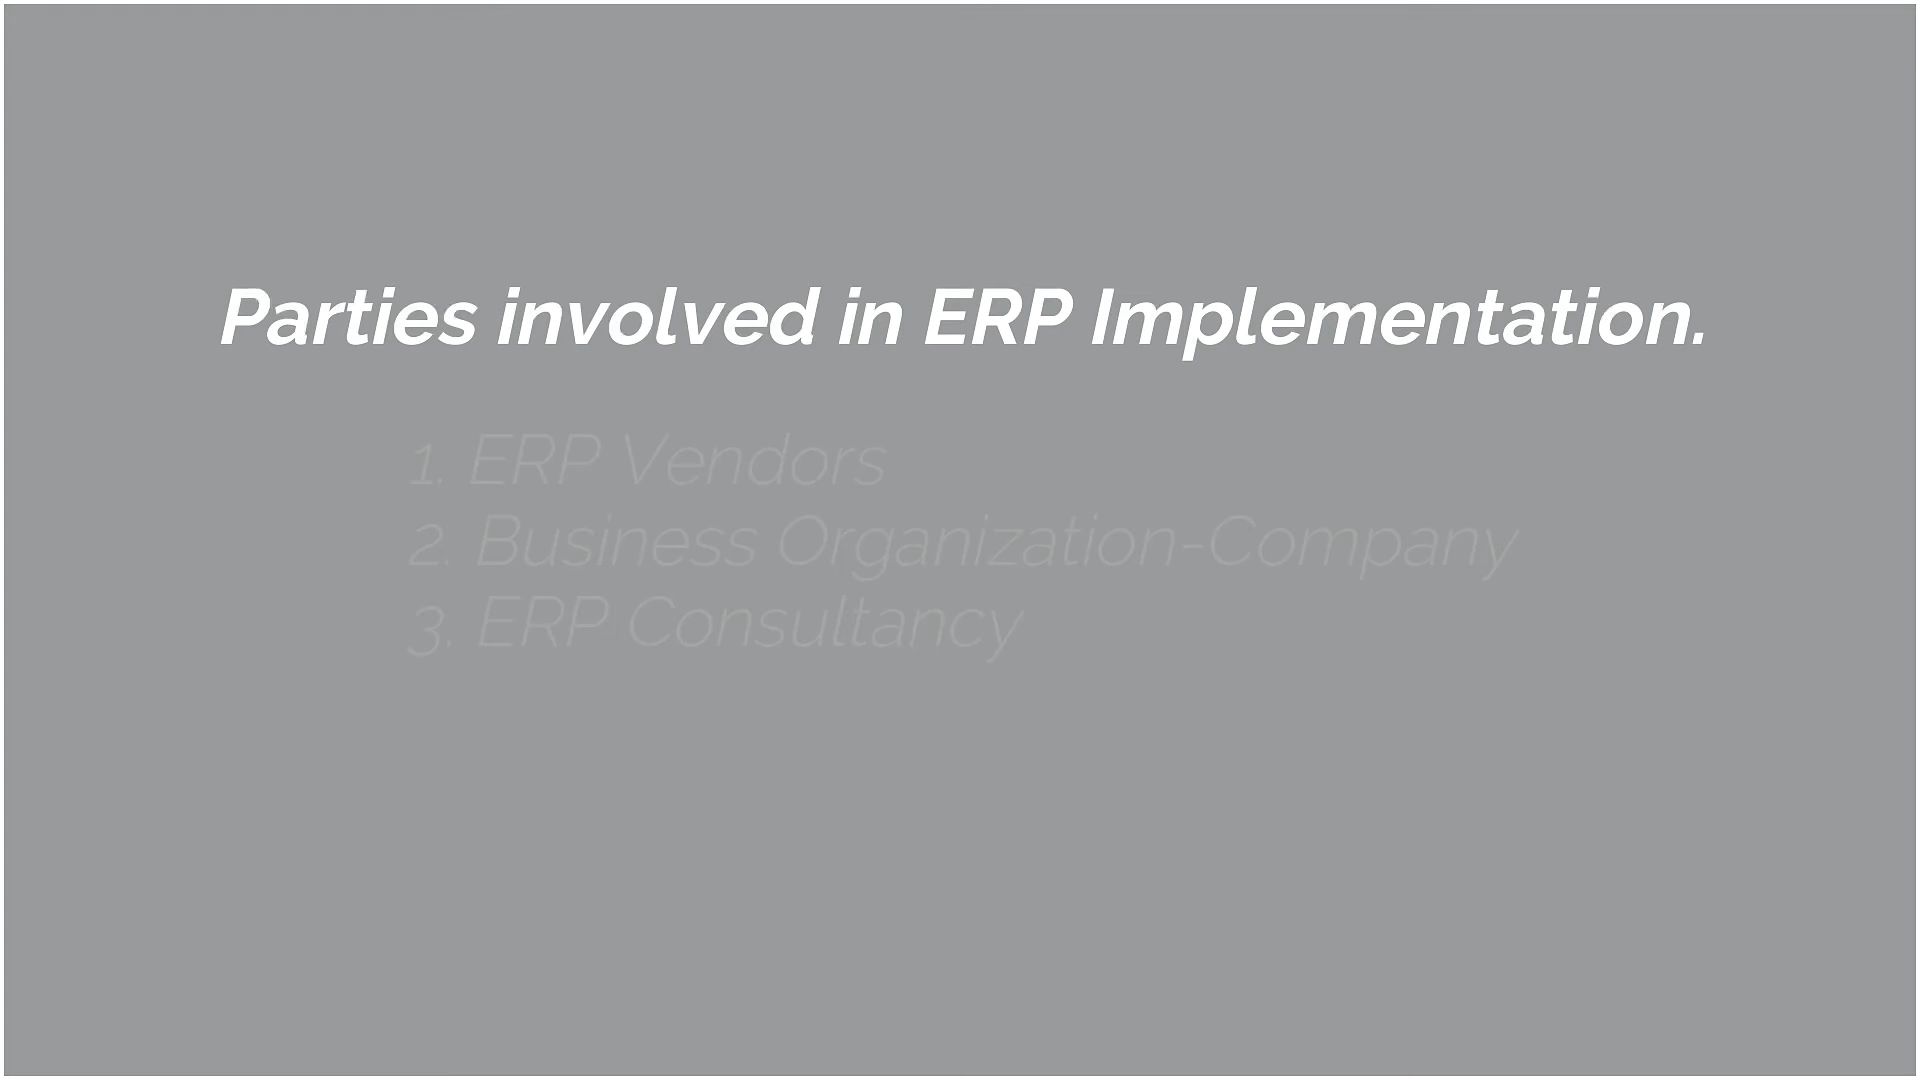 Parties involved in ERP Implementation.
1. ERP Vendors
2. Business Organization-Company
3. ERP Consultancy